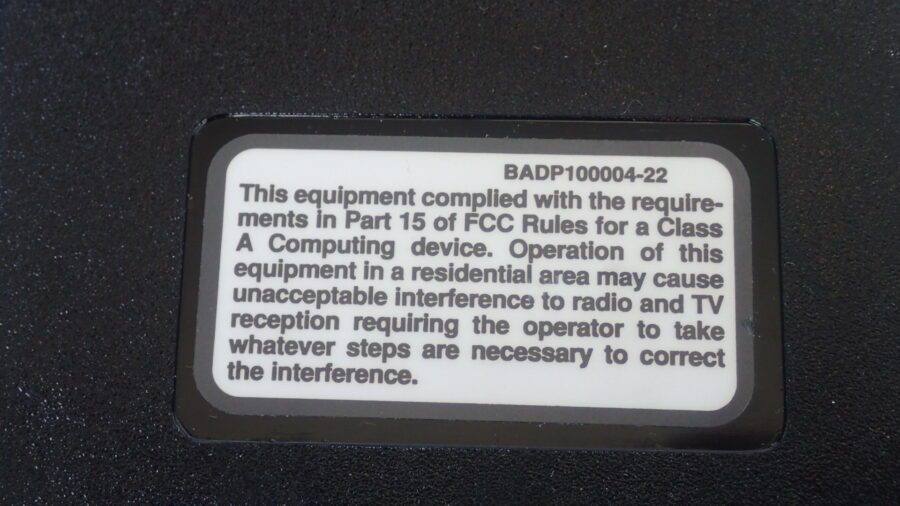 BADP100004-22
This equipment complied with the require-
ments in Part 15 of FCC Rules for a Class
A Computing device. Operation of this
equipment in a residential area may cause
unacceptable interference to radio and TV
reception requiring the operator to take
whatever steps are necessary to correct
the interference.